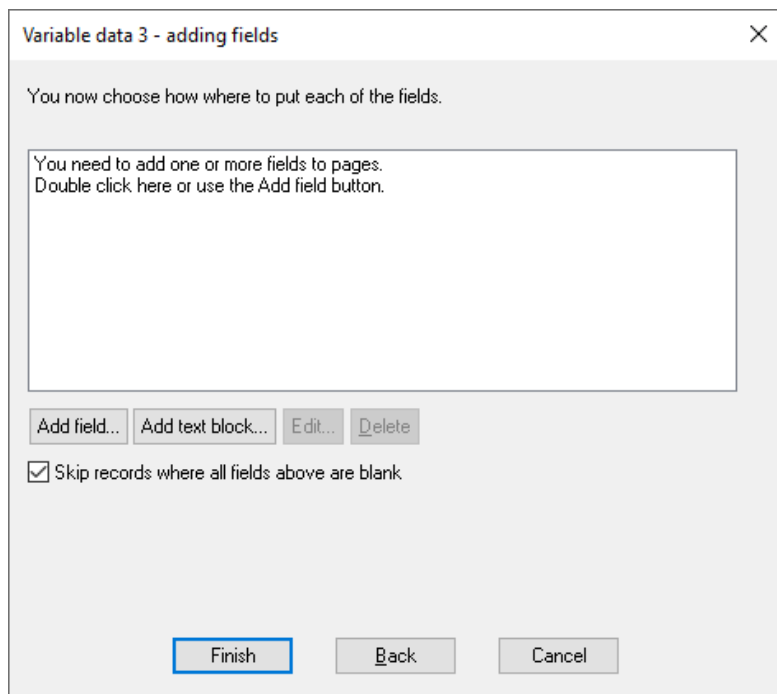 Variable data 3 - adding fields
You now choose how where to put each of the fields.
You need to add one or more fields to pages.
Double click here or use the Add field button.
Add field... Add text block... Edit... Delete
Skip records where all fields above are blank
Finish Back Cancel